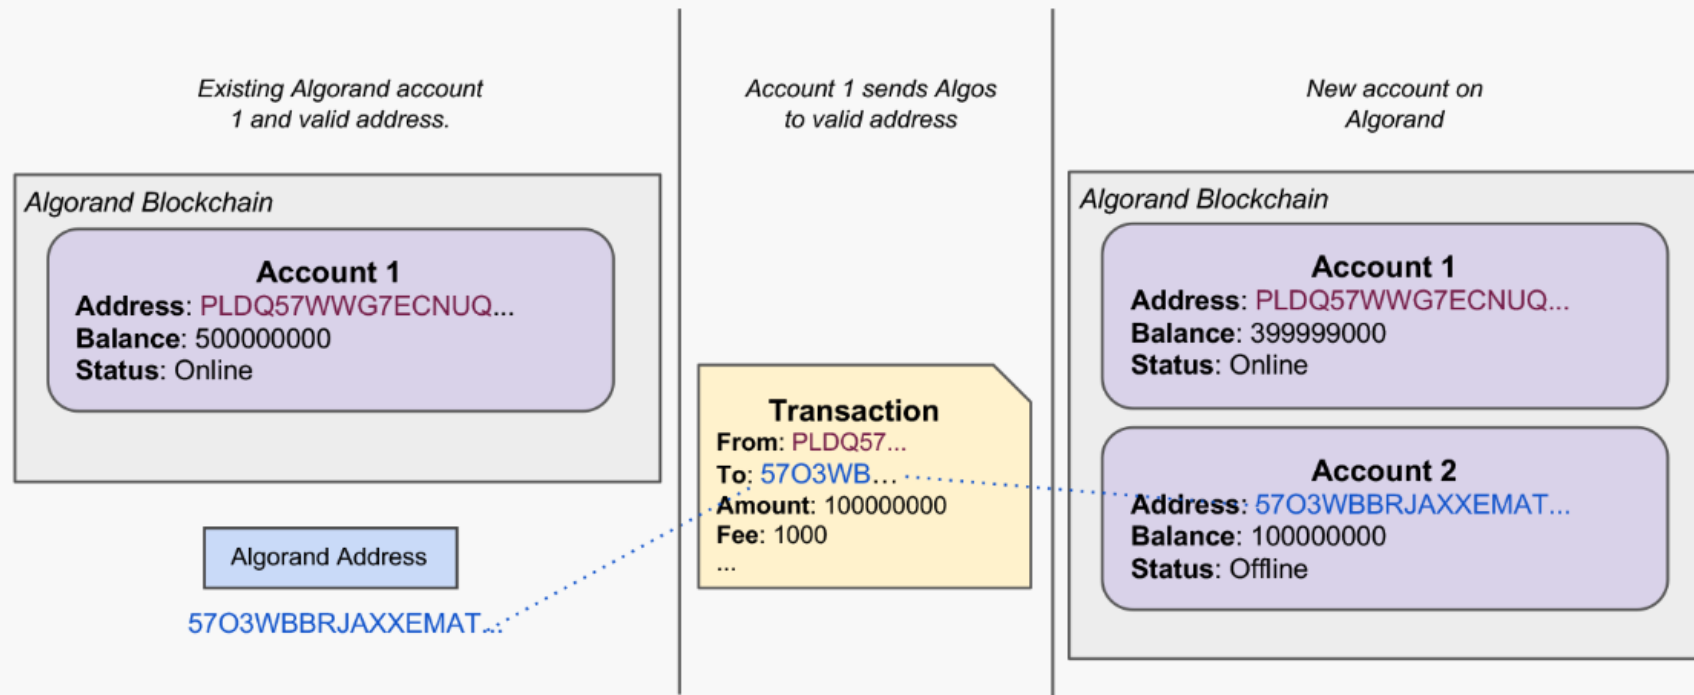 Existing Algorand account
1 and valid address.
Algorand Blockchain
Account 1
Address: PLDQ57WWG7ECNUQ...
Balance: 500000000
Status: Online
Algorand Address
57O3WBBRJAXXEMAT...
Account 1 sends Algos
to valid address
Transaction
From: PLDQ57...
To: 57O3WB...
Amount: 100000000
Fee: 1000
...
New account on
Algorand
Algorand Blockchain
Account 1
Address: PLDQ57WWG7ECNUQ...
Balance: 399999000
Status: Online
Account 2
Address: 57O3WBBRJAXXEMAT...
Balance: 100000000
Status: Offline